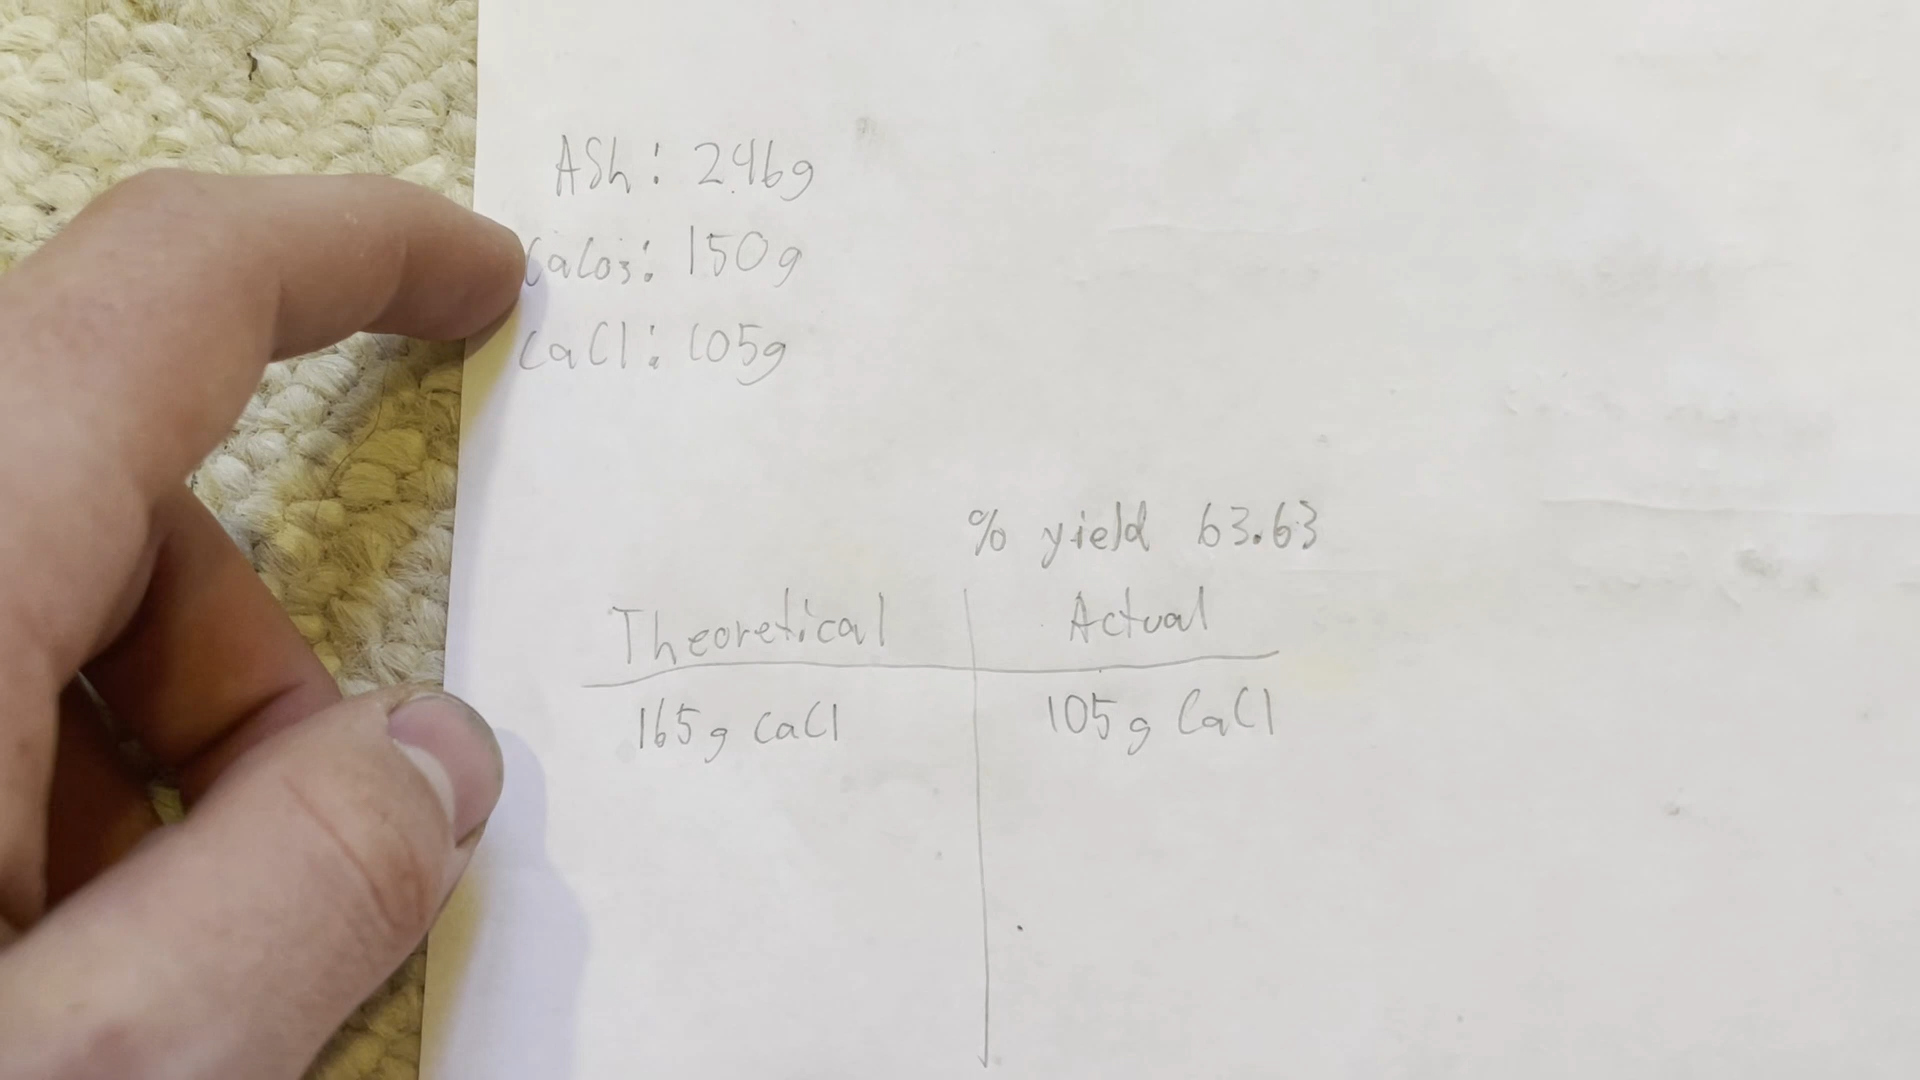 ASh: 246g
CaCo3: 150g
CaCl: 105g
% yield 63.63
Theoretical Actual
165g CaCl 105g CaCl